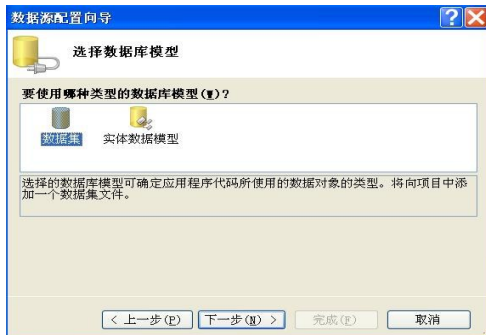 数据源配置向导
选择数据库模型
要使用哪种类型的数据库模型(W)?
数据集 实体数据模型
选择的数据库模型可确定应用程序代码所使用的数据对象的类型。将向项目中添
加一个数据集文件。
< 上一步(P) 下一步(N) > 完成(F) 取消